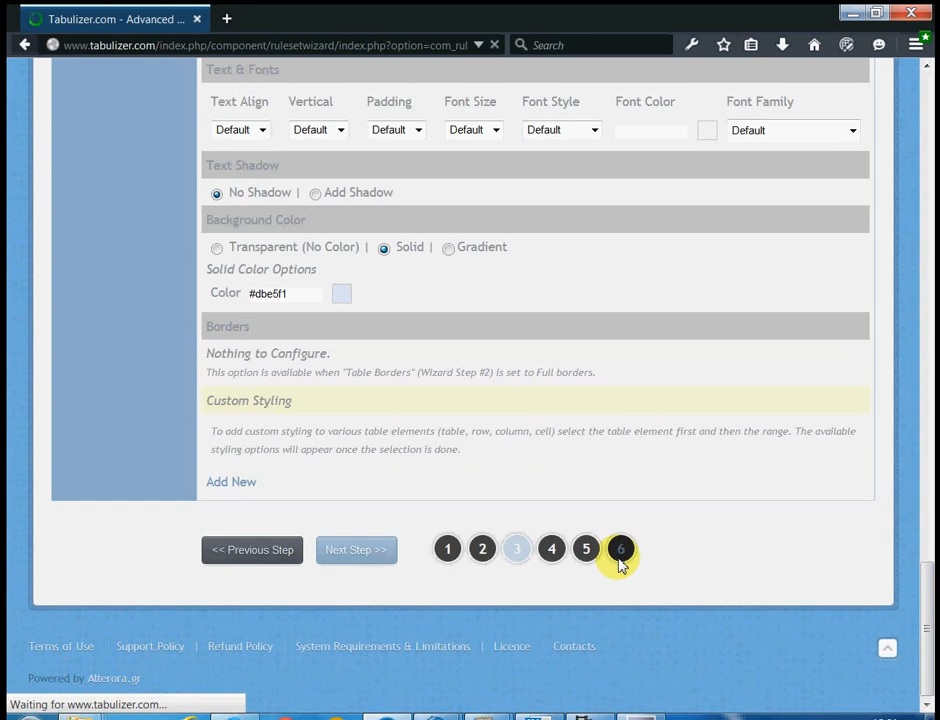 Tabulizer.com - Advanced ...
www.tabulizer.com/index.php/component/rulesetwizard/index.php?option=com_rul
Search
Text & Fonts
Text Align Vertical Padding Font Size Font Style Font Color Font Family
Default Default Default Default Default Default
Text Shadow
No Shadow | Add Shadow
Background Color
Transparent (No Color) | Solid | Gradient
Solid Color Options
Color #dbe5f1
Borders
Nothing to Configure.
This option is available when "Table Borders" (Wizard Step #2) is set to Full borders.
Custom Styling
To add custom styling to various table elements (table, row, column, cell) select the table element first and then the range. The available
styling options will appear once the selection is done.
Add New
<< Previous Step Next Step >> 1 2 3 4 5 6
Terms of Use Support Policy Refund Policy System Requirements & Limitations Licence Contacts
Powered by Alterora.gr
Waiting for www.tabulizer.com...